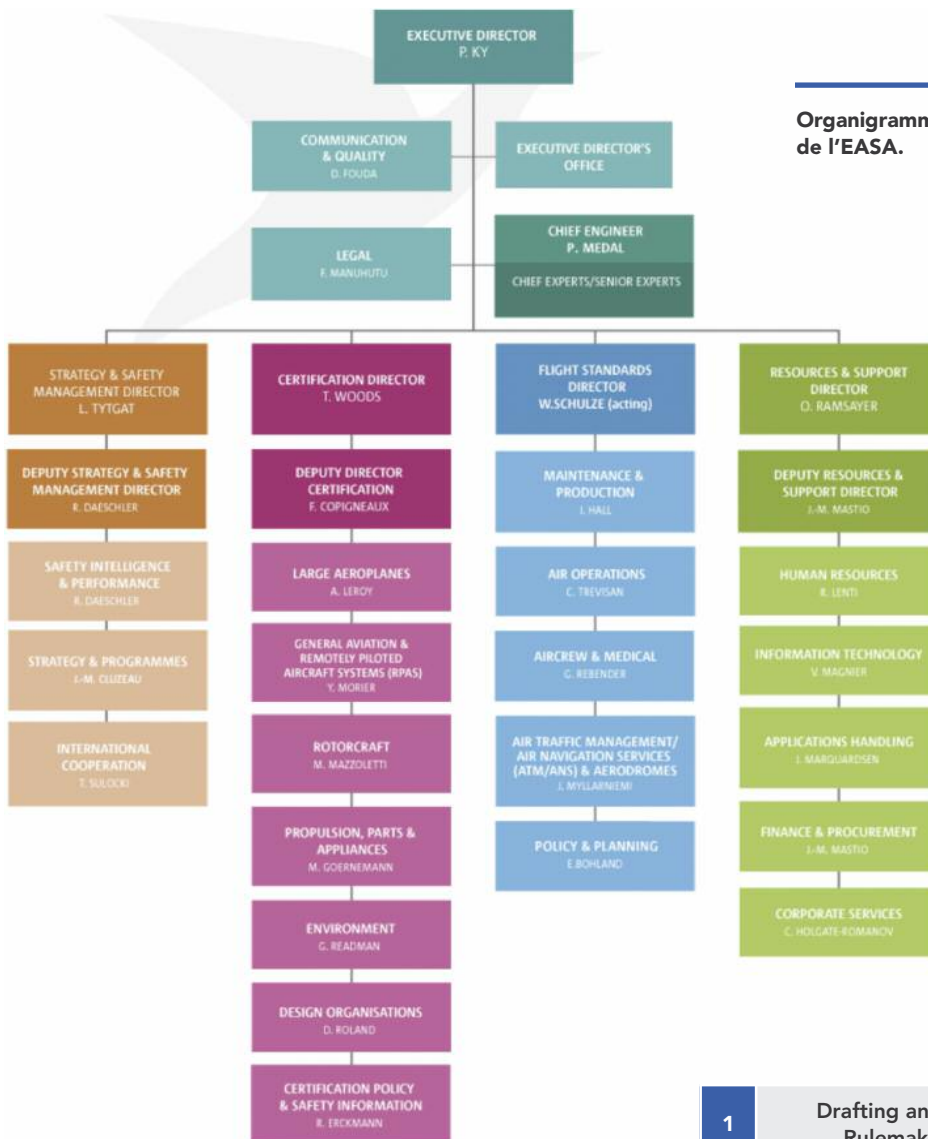 EXECUTIVE DIRECTOR
P. KY
Organigramm
de l'EASA.
COMMUNICATION
& QUALITY
D. FOUDA
EXECUTIVE DIRECTOR'S
OFFICE
LEGAL
F. MANUHUTU
CHIEF ENGINEER
P. MEDAL
CHIEF EXPERTS/SENIOR EXPERTS
STRATEGY & SAFETY
MANAGEMENT DIRECTOR
L. TYTGAT
DEPUTY STRATEGY & SAFETY
MANAGEMENT DIRECTOR
R. DAESCHLER
SAFETY INTELLIGENCE
& PERFORMANCE
R. DAESCHLER
STRATEGY & PROGRAMMES
J.-M. CLUZEAU
INTERNATIONAL
COOPERATION
T. SULOCKI
CERTIFICATION DIRECTOR
T. WOODS
DEPUTY DIRECTOR
CERTIFICATION
F. COPIGNEAUX
LARGE AEROPLANES
A. LEROY
GENERAL AVIATION &
REMOTELY PILOTED
AIRCRAFT SYSTEMS (RPAS)
Y. MORIER
ROTORCRAFT
M. MAZZOLETTI
PROPULSION, PARTS &
APPLIANCES
M. GOERNEMANN
ENVIRONMENT
G. READMAN
DESIGN ORGANISATIONS
D. ROLAND
CERTIFICATION POLICY
& SAFETY INFORMATION
R. ERCKMANN
FLIGHT STANDARDS
DIRECTOR
W.SCHULZE (acting)
MAINTENANCE &
PRODUCTION
J. HALL
AIR OPERATIONS
C. TREVISAN
AIRCREW & MEDICAL
G. REBENDER
AIR TRAFFIC MANAGEMENT/
AIR NAVIGATION SERVICES
(ATM/ANS) & AERODROMES
J. MYLLARNIEMI
POLICY & PLANNING
E.BOHLAND
RESOURCES & SUPPORT
DIRECTOR
O. RAMSAYER
DEPUTY RESOURCES &
SUPPORT DIRECTOR
J.-M. MASTIO
HUMAN RESOURCES
R. LENTI
INFORMATION TECHNOLOGY
V. MAGNIER
APPLICATIONS HANDLING
I. MARQUARDSEN
FINANCE & PROCUREMENT
J.-M. MASTIO
CORPORATE SERVICES
C. HOLGATE-ROMANOV
1
Drafting an